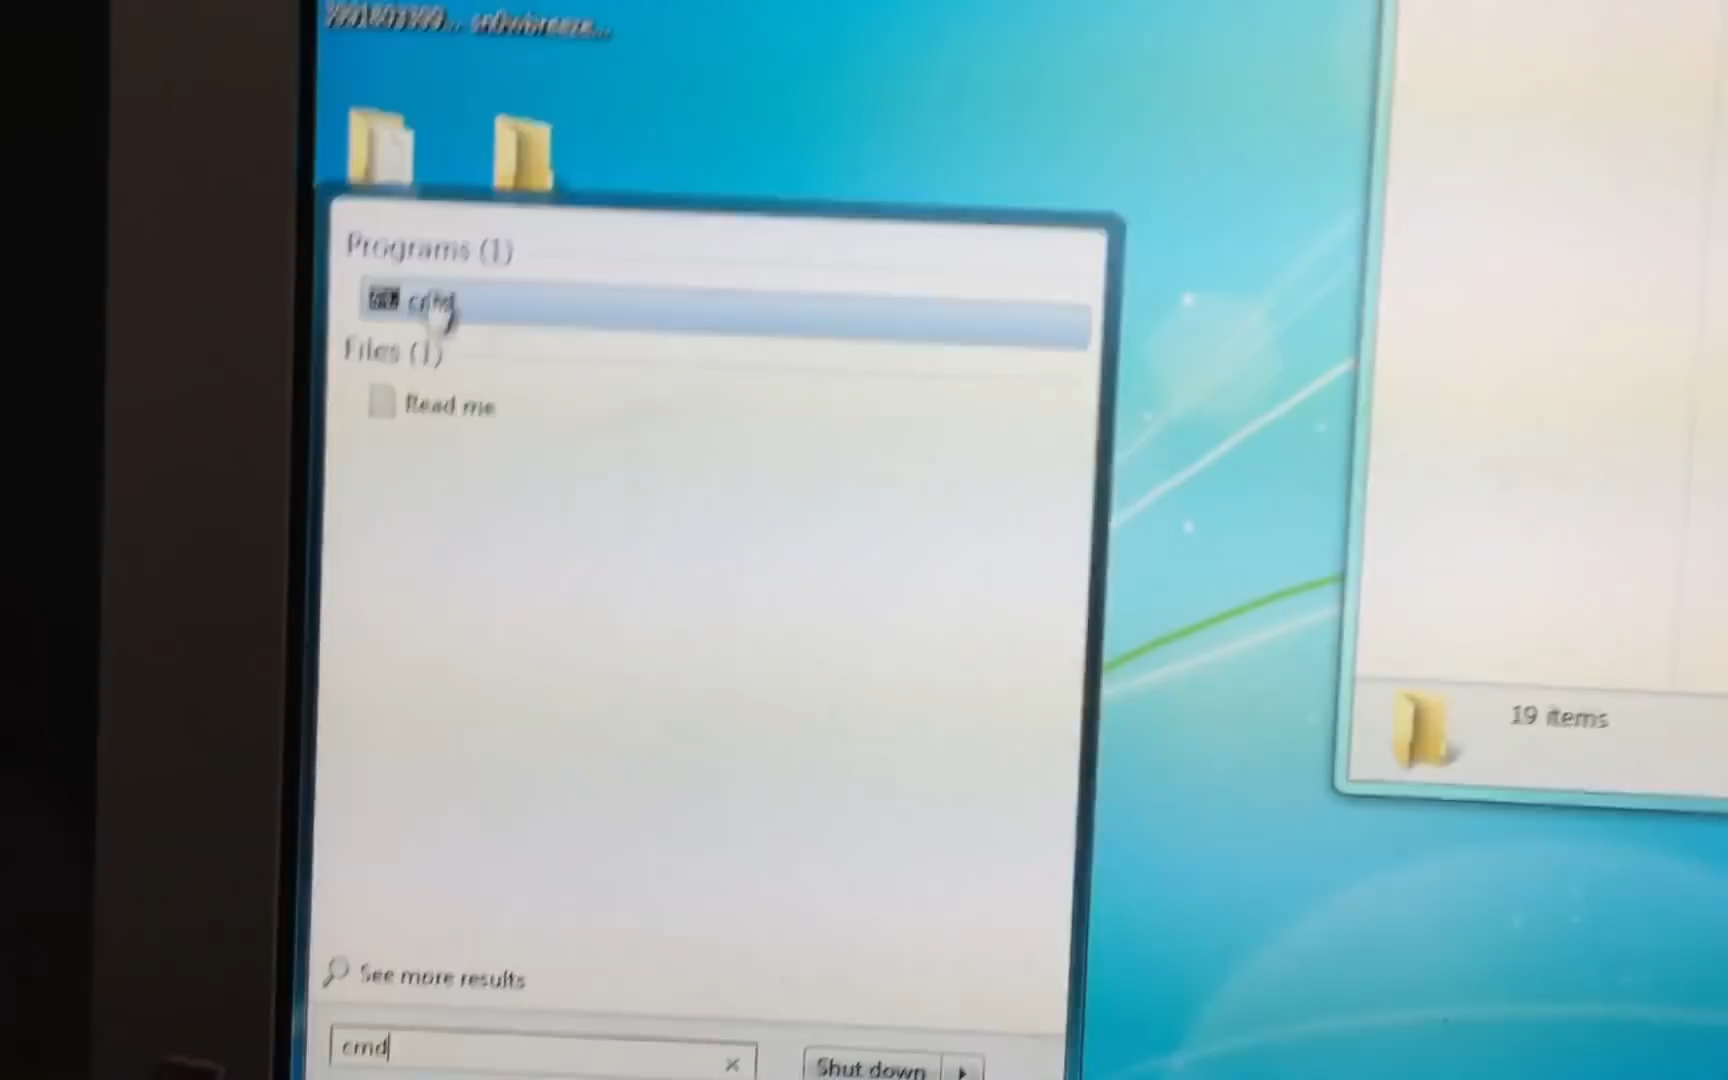 Programs (1)
cmd
Files (1)
Read me
19 items
See more results
cmd
Shut down